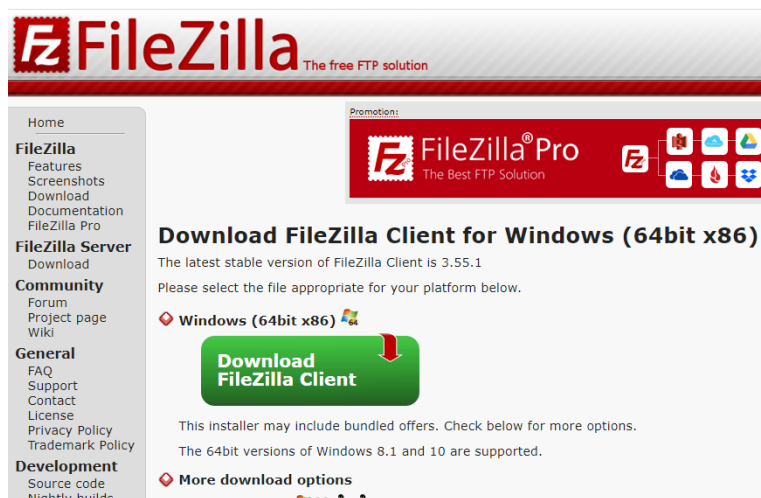 FileZilla The free FTP solution
Home
FileZilla
Features
Screenshots
Download
Documentation
FileZilla Pro
FileZilla Server
Download
Community
Forum
Project page
Wiki
General
FAQ
Support
Contact
License
Privacy Policy
Trademark Policy
Development
Source code
Nightly builds
Promotion:
FileZilla® Pro
The Best FTP Solution
Download FileZilla Client for Windows (64bit x86)
The latest stable version of FileZilla Client is 3.55.1
Please select the file appropriate for your platform below.
Windows (64bit x86)
Download
FileZilla Client
This installer may include bundled offers. Check below for more options.
The 64bit versions of Windows 8.1 and 10 are supported.
More download options